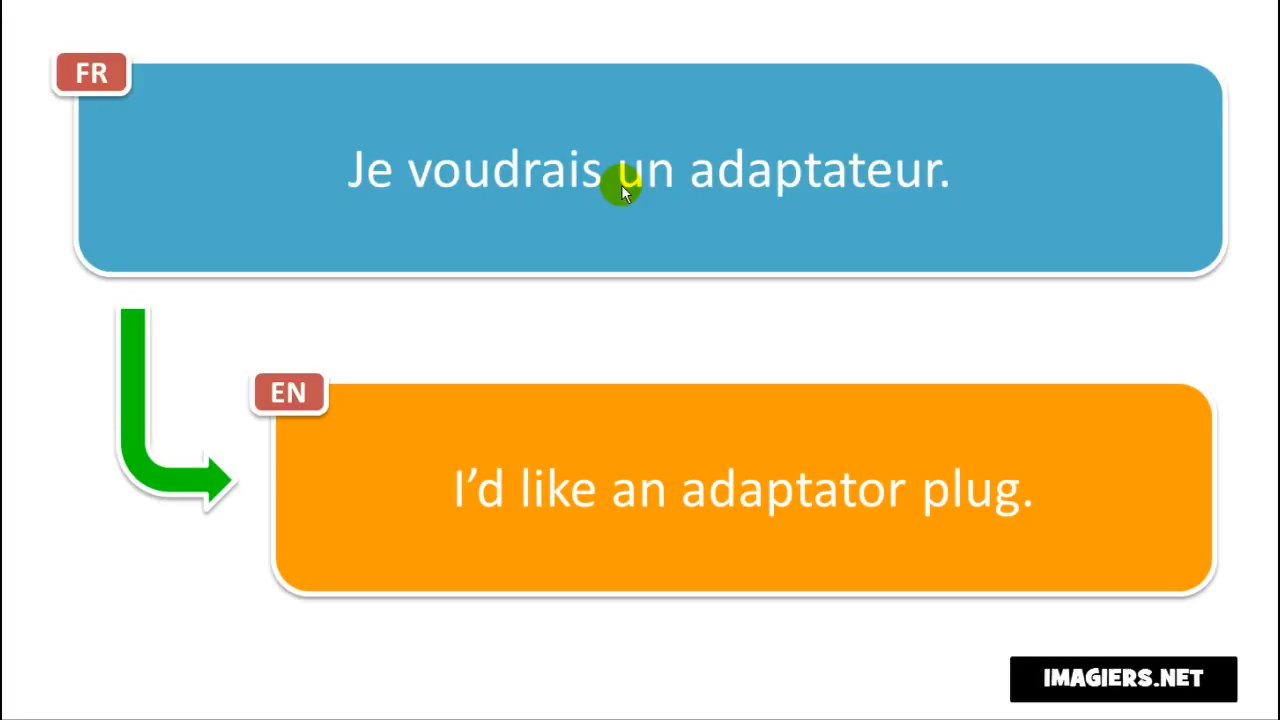 FR
Je voudrais un adaptateur.
EN
I’d like an adaptator plug.
IMAGIERS.NET